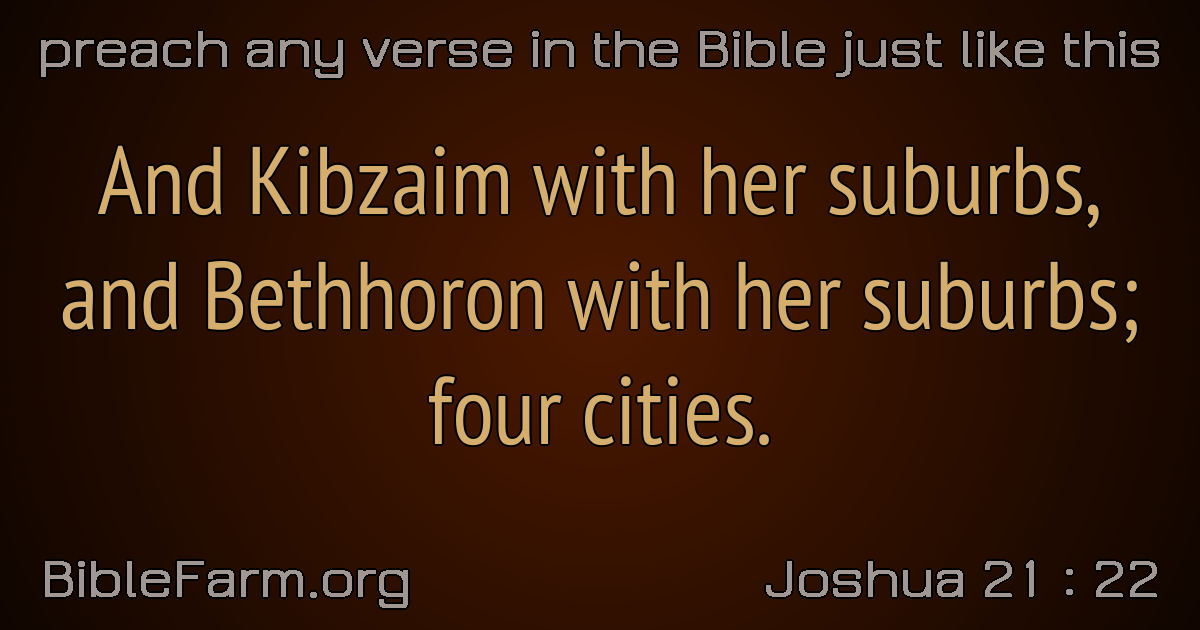 preach any verse in the Bible just like this
And Kibzaim with her suburbs,
and Bethhoron with her suburbs;
four cities.
BibleFarm.org
Joshua 21 : 22